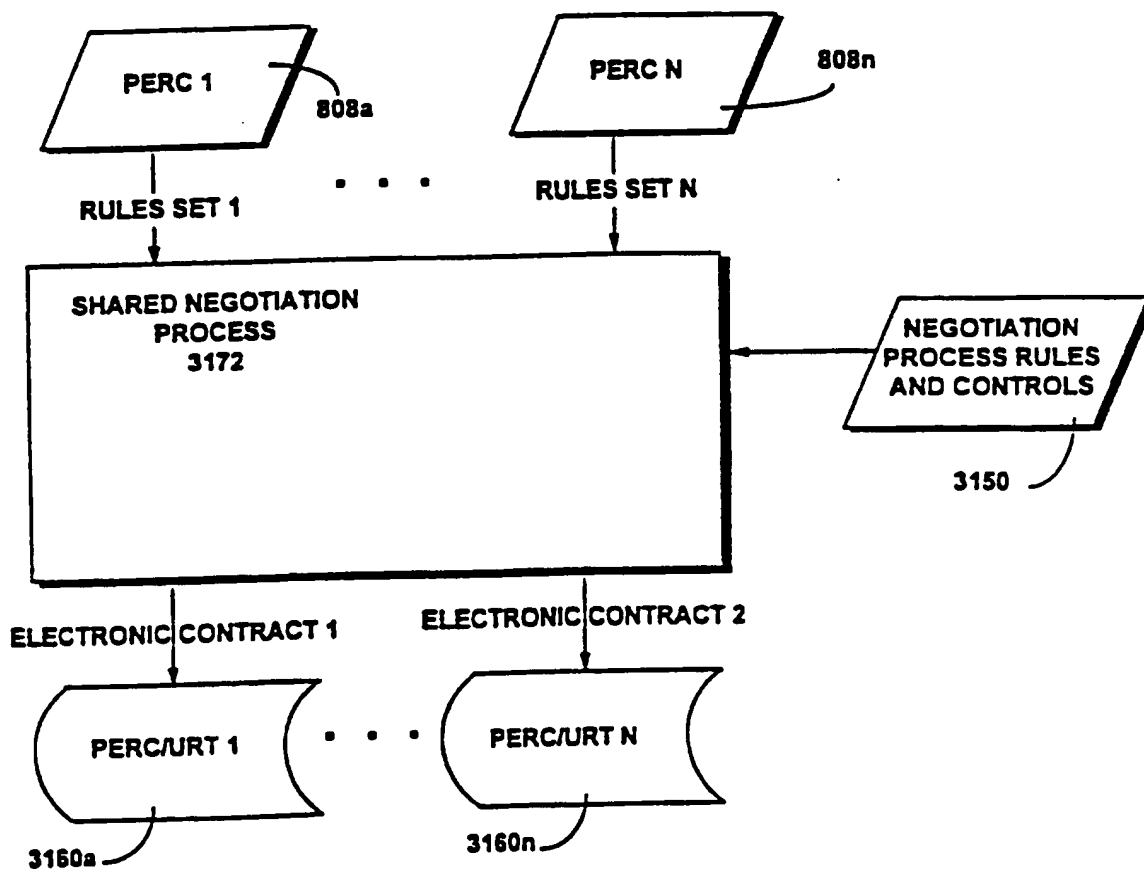 PERC 1
808a
PERC N
808n
RULES SET 1
RULES SET N
SHARED NEGOTIATION
PROCESS
3172
NEGOTIATION
PROCESS RULES
AND CONTROLS
3150
ELECTRONIC CONTRACT 1
ELECTRONIC CONTRACT 2
PERC/URT 1
PERC/URT N
3160a
3160n